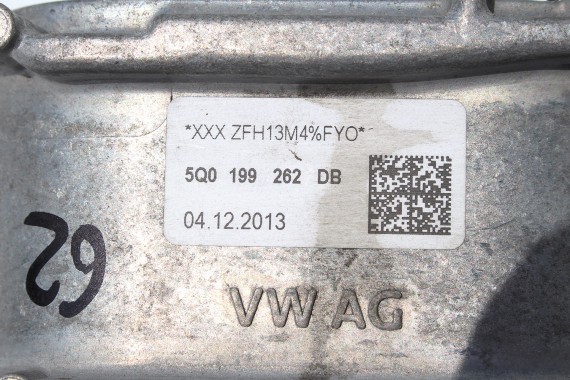 *XXX ZFH13M4%FYO*
5Q0 199 262 DB
04.12.2013
62
VW AG